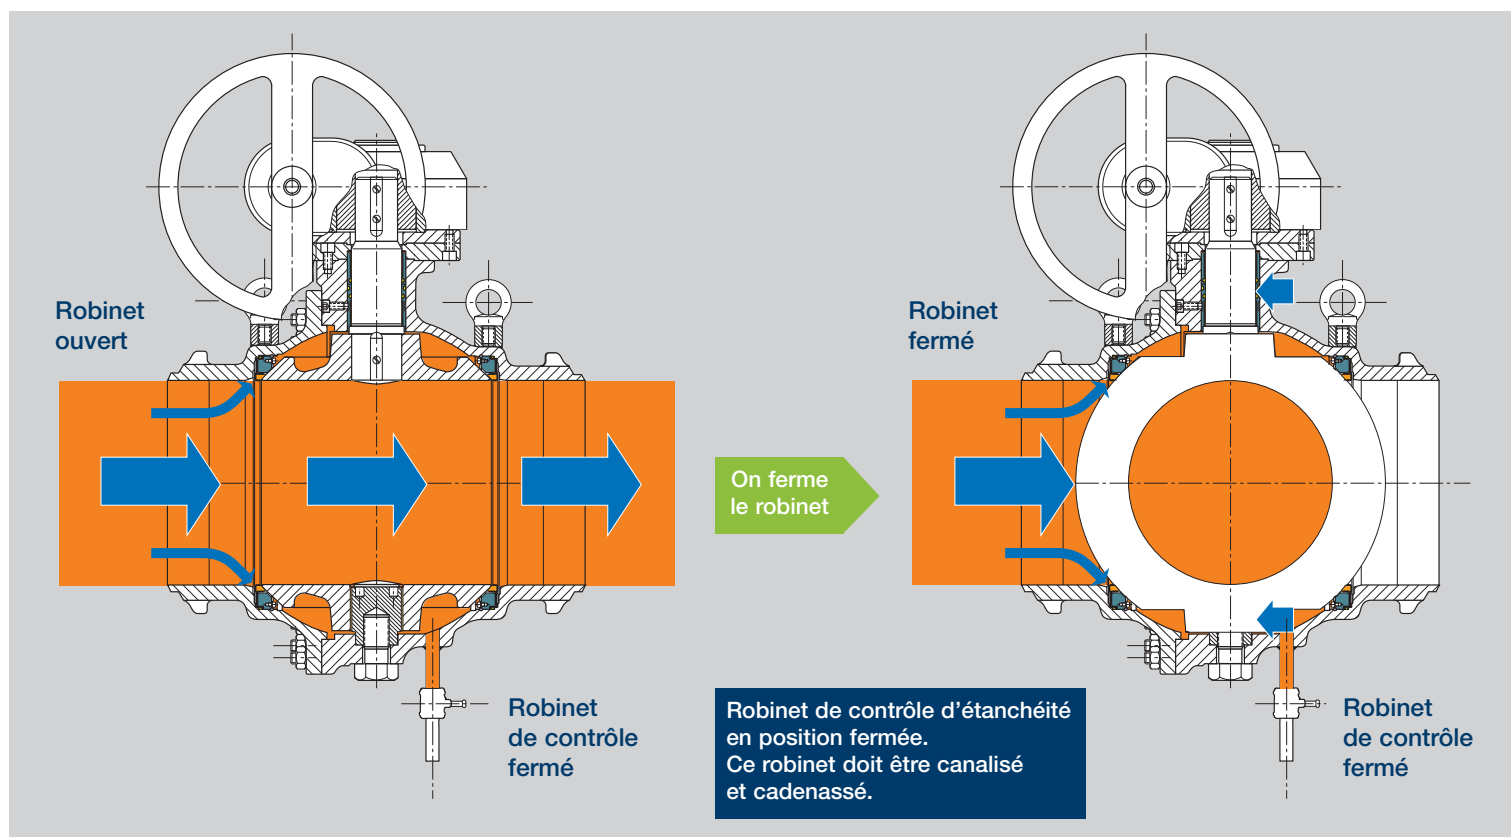 Robinet
ouvert
Robinet
de contrôle
fermé
On ferme
le robinet
Robinet de contrôle d’étanchéité
en position fermée.
Ce robinet doit être canalisé
et cadenassé.
Robinet
fermé
Robinet
de contrôle
fermé